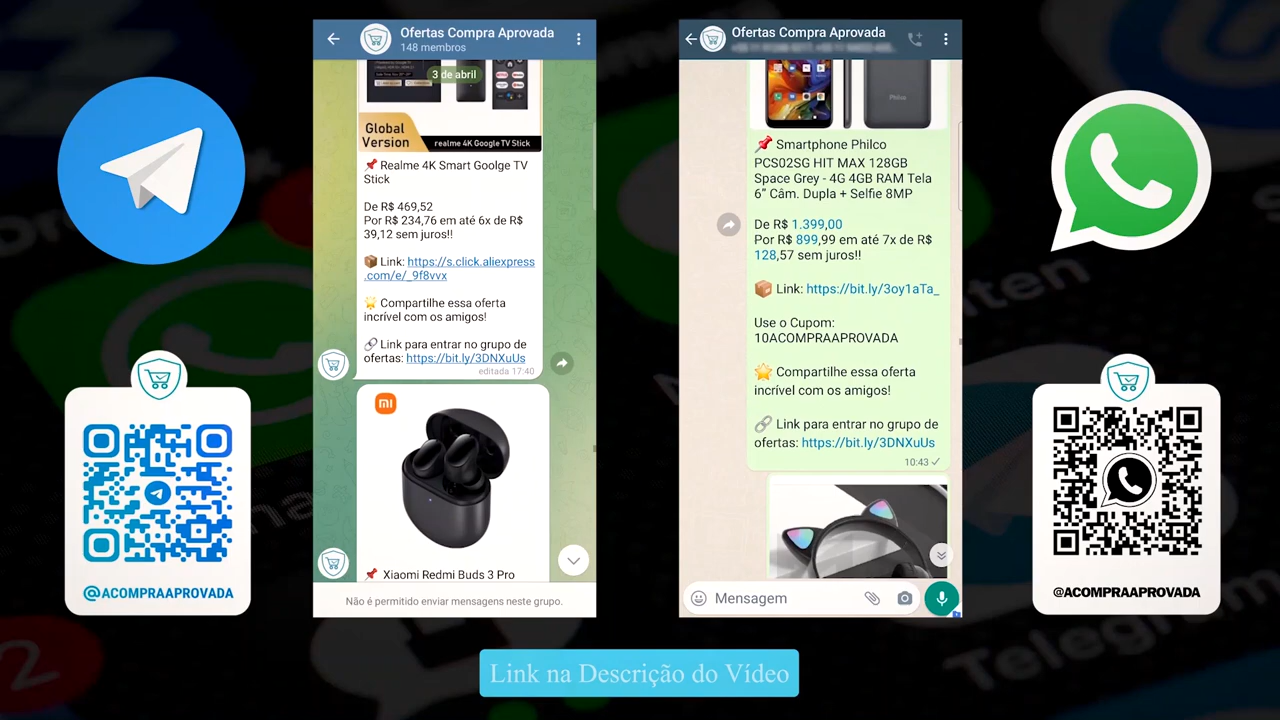 Ofertas Compra Aprovada
148 membros
3 de abril
Global
Version
realme 4K Google TV Stick
📌 Realme 4K Smart Goolge TV
Stick
De R$ 469,52
Por R$ 234,76 em até 6x de R$
39,12 sem juros!!
📦 Link: https://s.click.aliexpress
.com/e/_9f8vvx
🌟 Compartilhe essa oferta
incrível com os amigos!
🔗 Link para entrar no grupo de
ofertas: https://bit.ly/3DNXuUs
editada 17:40
📌 Xiaomi Redmi Buds 3 Pro
Não é permitido enviar mensagens neste grupo.
Ofertas Compra Aprovada
Philco
📌 Smartphone Philco
PCS02SG HIT MAX 128GB
Space Grey - 4G 4GB RAM Tela
6” Câm. Dupla + Selfie 8MP
De R$ 1.399,00
Por R$ 899,99 em até 7x de R$
128,57 sem juros!!
📦 Link: https://bit.ly/3oy1aTa_
Use o Cupom:
10ACOMPRAAPROVADA
🌟 Compartilhe essa oferta
incrível com os amigos!
🔗 Link para entrar no grupo de
ofertas: https://bit.ly/3DNXuUs
10:43
Mensagem
@ACOMPRAAPROVADA
@ACOMPRAAPROVADA
2
Telegram
Link na Descrição do Vídeo